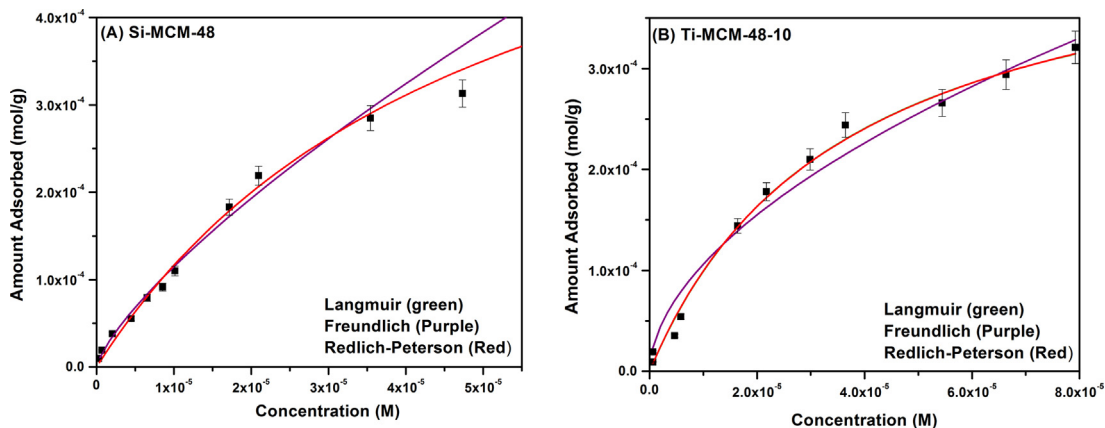 (A) Si-MCM-48
4.0x10⁻⁴
3.0x10⁻⁴
2.0x10⁻⁴
1.0x10⁻⁴
0.0
Amount Adsorbed (mol/g)
Langmuir (green)
Freundlich (Purple)
Redlich-Peterson (Red)
0 1x10⁻⁵ 2x10⁻⁵ 3x10⁻⁵ 4x10⁻⁵ 5x10⁻⁵
Concentration (M)
(B) Ti-MCM-48-10
3.0x10⁻⁴
2.0x10⁻⁴
1.0x10⁻⁴
0.0
Amount Adsorbed (mol/g)
Langmuir (green)
Freundlich (Purple)
Redlich-Peterson (Red)
0.0 2.0x10⁻⁵ 4.0x10⁻⁵ 6.0x10⁻⁵ 8.0x10⁻⁵
Concentration (M)